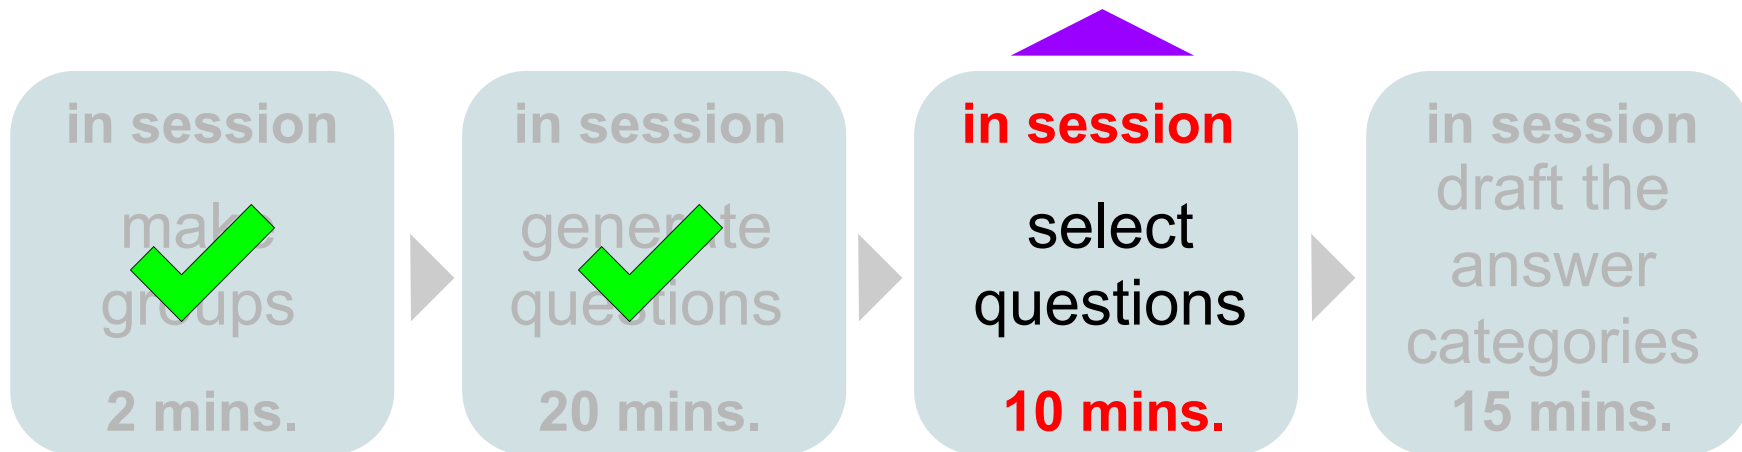 in session
make
groups
2 mins.
in session
generate
questions
20 mins.
in session
select
questions
10 mins.
in session
draft the
answer
categories
15 mins.